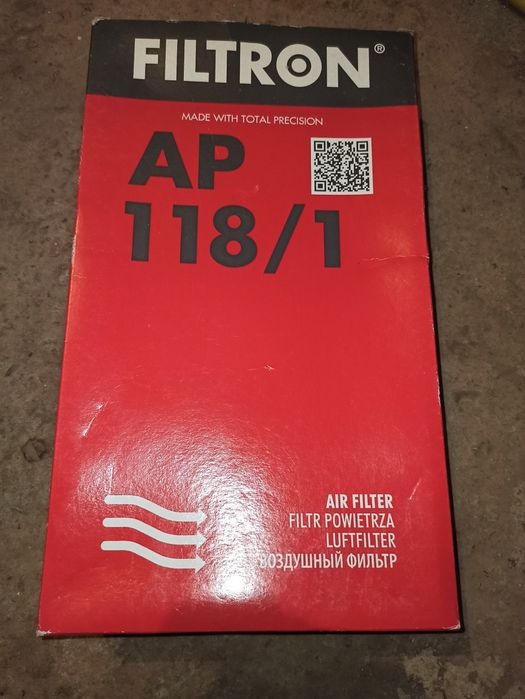 FILTRON®
MADE WITH TOTAL PRECISION
AP
118/1
AIR FILTER
FILTR POWIETRZA
LUFTFILTER
ВОЗДУШНЫЙ ФИЛЬТР